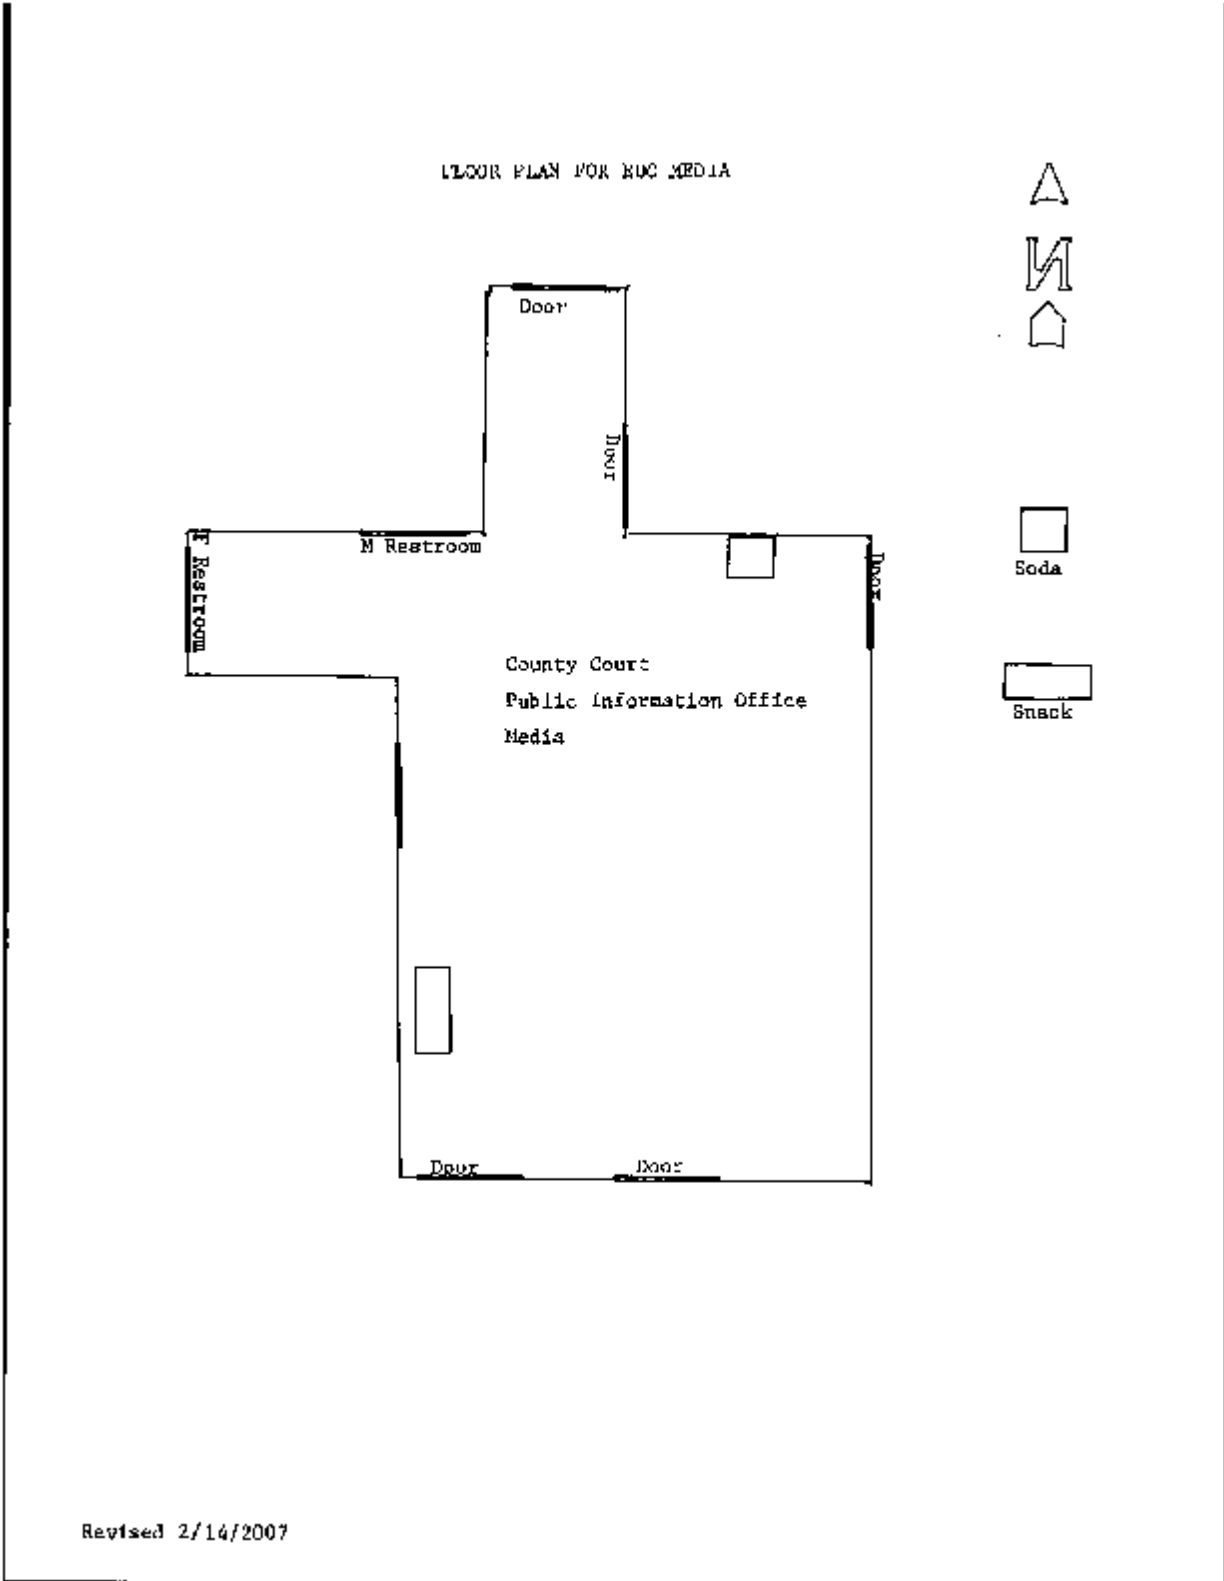 FLOOR PLAN FOR EOC MEDIA
N
Door
Door
M Restroom
F Restroom
Door
Soda
County Court
Public Information Office
Media
Snack
Door
Door
Revised 2/14/2007